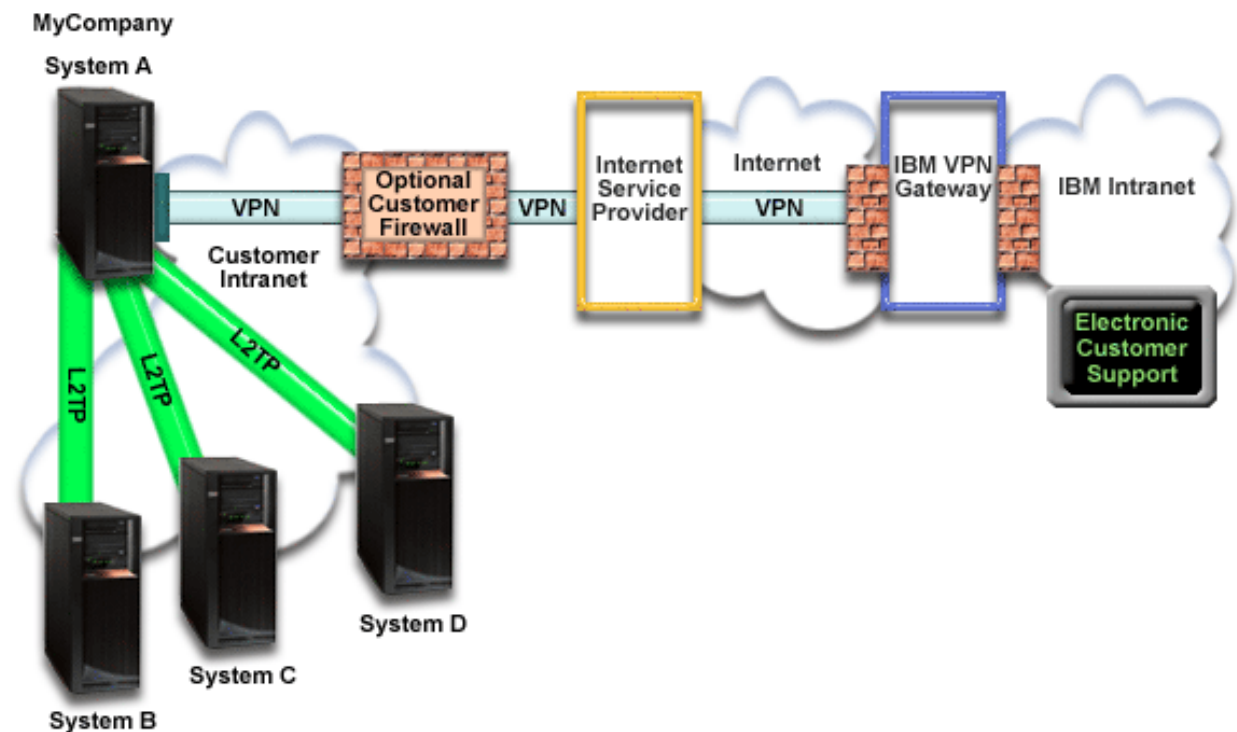 MyCompany
System A
VPN
Customer
Intranet
Optional
Customer
Firewall
VPN
Internet
Service
Provider
Internet
VPN
IBM VPN
Gateway
IBM Intranet
Electronic
Customer
Support
L2TP
L2TP
L2TP
System B
System C
System D